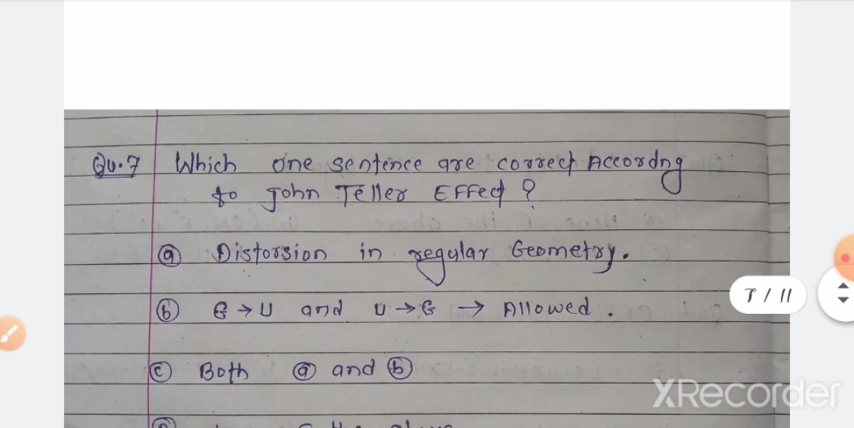 Qu.7 Which one sentence are correct Accordng
to John Teller Effect ?
(a) Distorsion in regular Geometry.
(b) G → U and U → G → Allowed .
7 / 11
(c) Both (a) and (b)
XRecorder